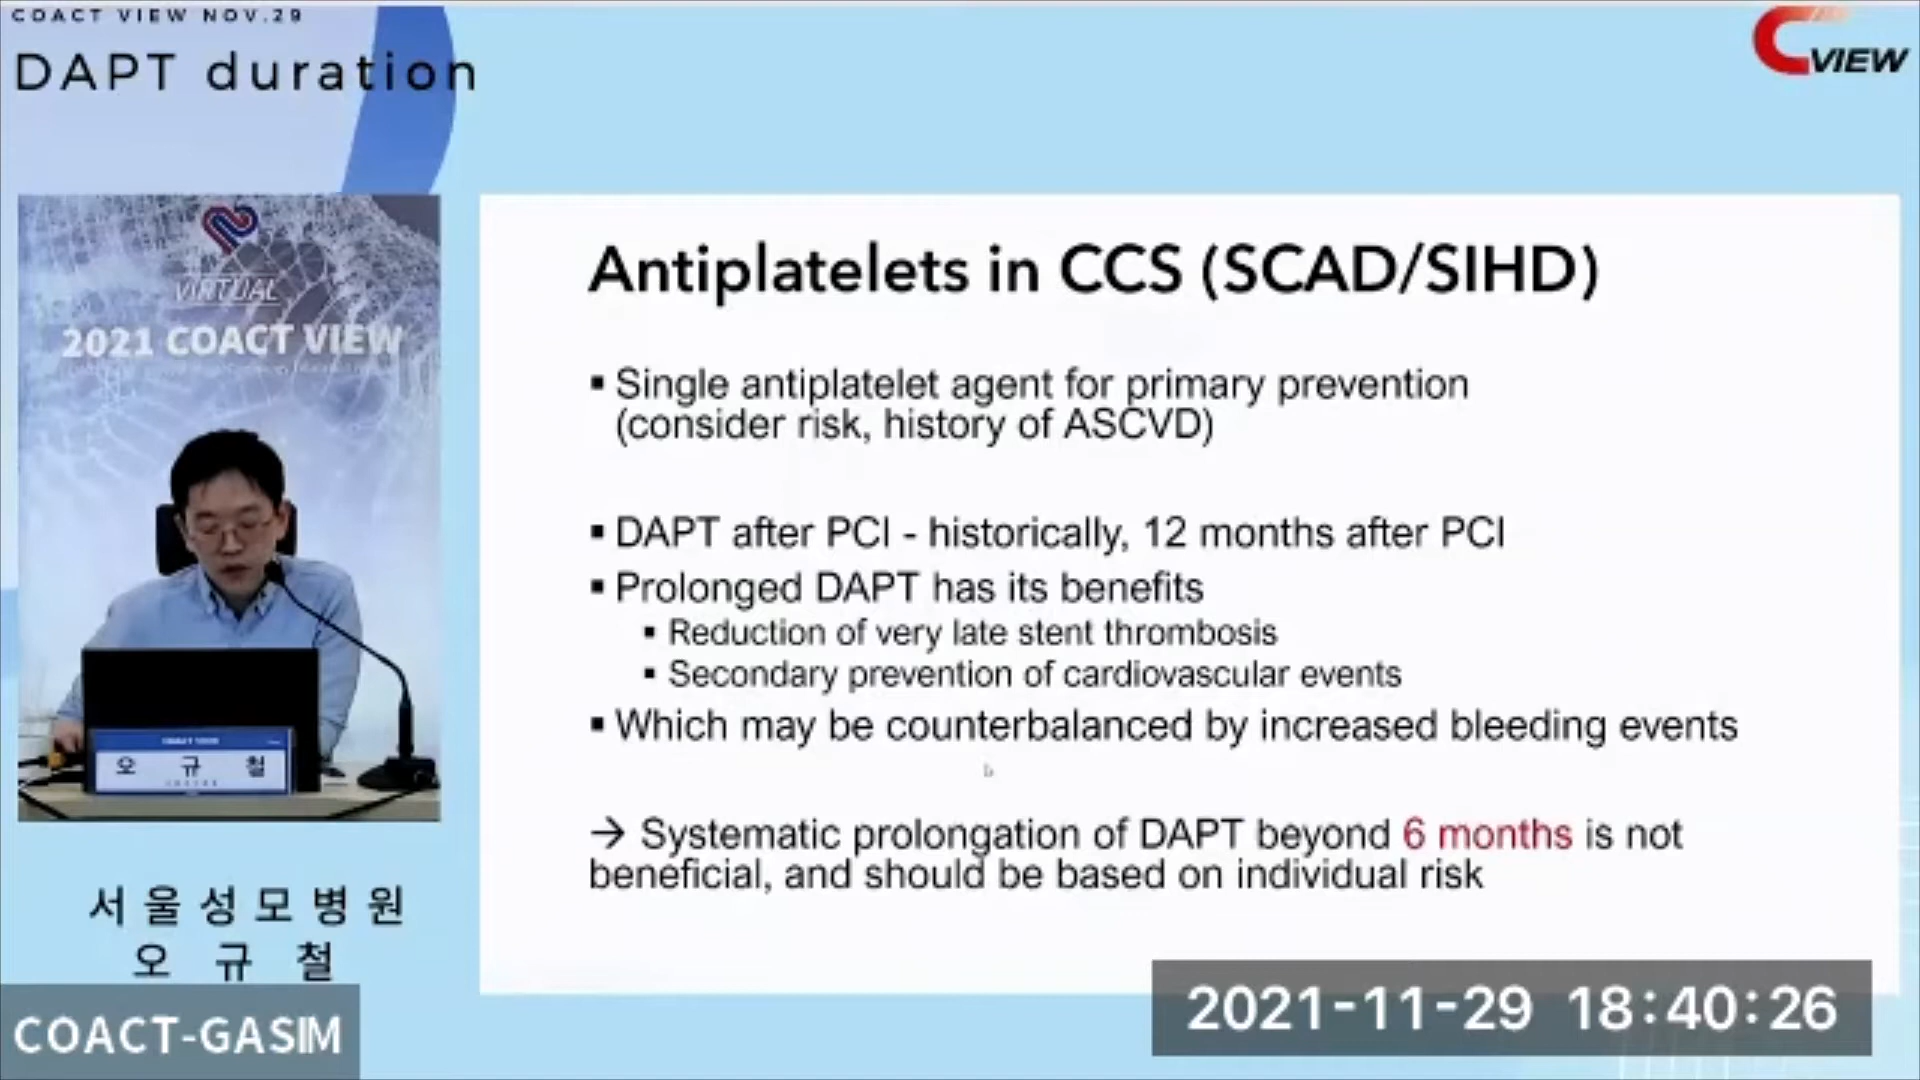 COACT VIEW NOV.29
DAPT duration
CVIEW
VIRTUAL
2021 COACT VIEW
오 규 철
서울성모병원
오 규 철
COACT-GASIM
Antiplatelets in CCS (SCAD/SIHD)
▪ Single antiplatelet agent for primary prevention
(consider risk, history of ASCVD)
▪ DAPT after PCI - historically, 12 months after PCI
▪ Prolonged DAPT has its benefits
▪ Reduction of very late stent thrombosis
▪ Secondary prevention of cardiovascular events
▪ Which may be counterbalanced by increased bleeding events
→ Systematic prolongation of DAPT beyond 6 months is not
beneficial, and should be based on individual risk
2021-11-29 18:40:26